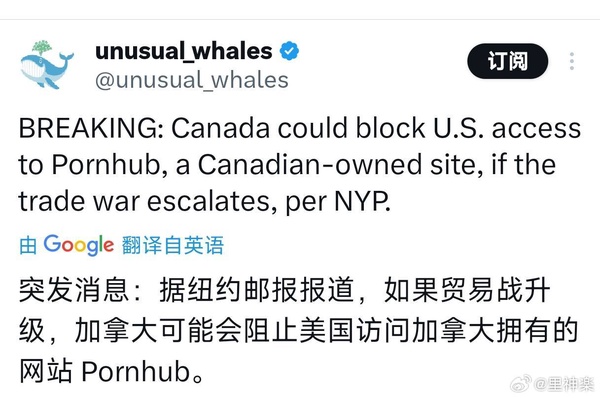 unusual_whales
@unusual_whales
订阅
BREAKING: Canada could block U.S. access
to Pornhub, a Canadian-owned site, if the
trade war escalates, per NYP.
由 Google 翻译自英语
突发消息：据纽约邮报报道，如果贸易战升
级，加拿大可能会阻止美国访问加拿大拥有的
网站 Pornhub。
@里神楽